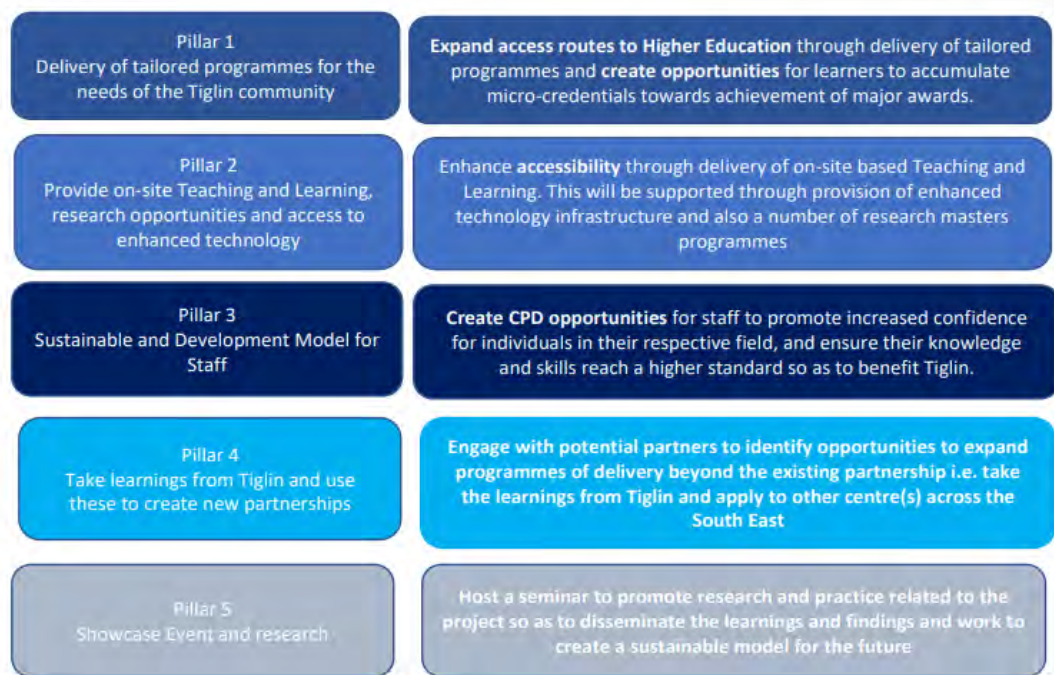 Pillar 1
Delivery of tailored programmes for the
needs of the Tiglin community
Expand access routes to Higher Education through delivery of tailored
programmes and create opportunities for learners to accumulate
micro-credentials towards achievement of major awards.
Pillar 2
Provide on-site Teaching and Learning,
research opportunities and access to
enhanced technology
Enhance accessibility through delivery of on-site based Teaching and
Learning. This will be supported through provision of enhanced
technology infrastructure and also a number of research masters
programmes
Pillar 3
Sustainable and Development Model for
Staff
Create CPD opportunities for staff to promote increased confidence
for individuals in their respective field, and ensure their knowledge
and skills reach a higher standard so as to benefit Tiglin.
Pillar 4
Take learnings from Tiglin and use
these to create new partnerships
Engage with potential partners to identify opportunities to expand
programmes of delivery beyond the existing partnership i.e. take
the learnings from Tiglin and apply to other centre(s) across the
South East
Pillar 5
Showcase Event and research
Host a seminar to promote research and practice related to the
project so as to disseminate the learnings and findings and work to
create a sustainable model for the future